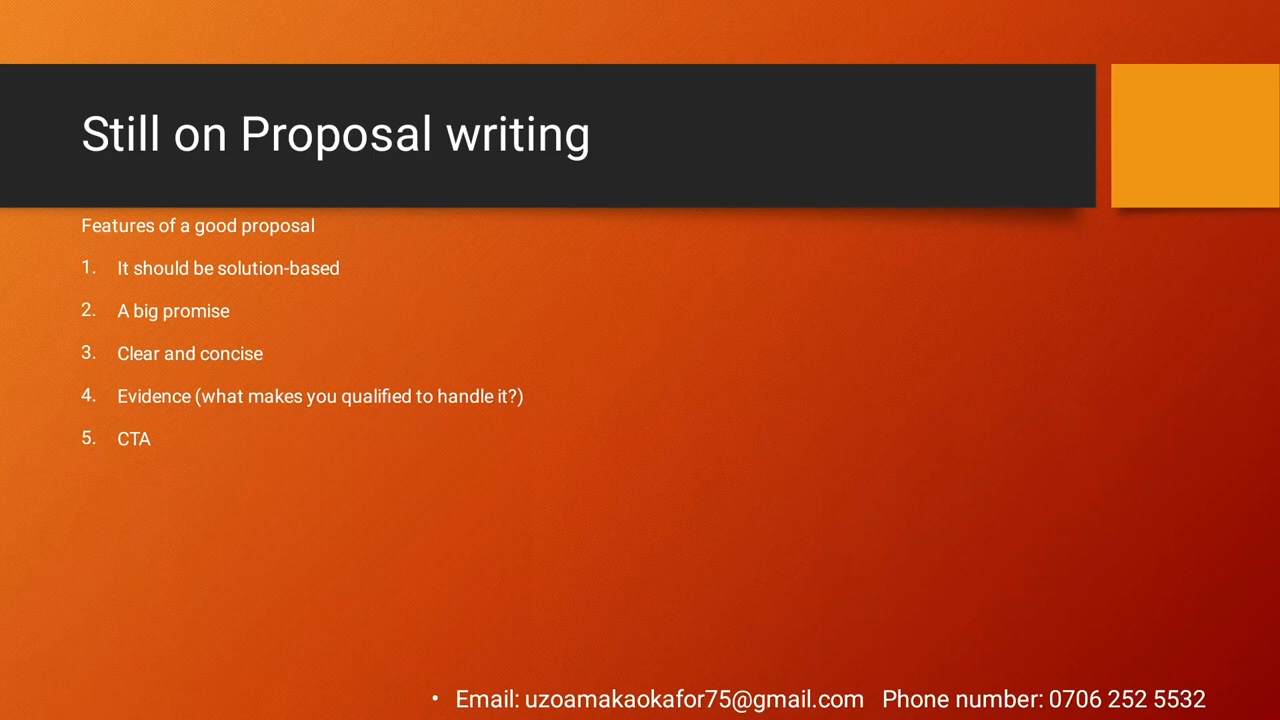 Still on Proposal writing
Features of a good proposal
1. It should be solution-based
2. A big promise
3. Clear and concise
4. Evidence (what makes you qualified to handle it?)
5. CTA
• Email: uzoamakaokafor75@gmail.com Phone number: 0706 252 5532